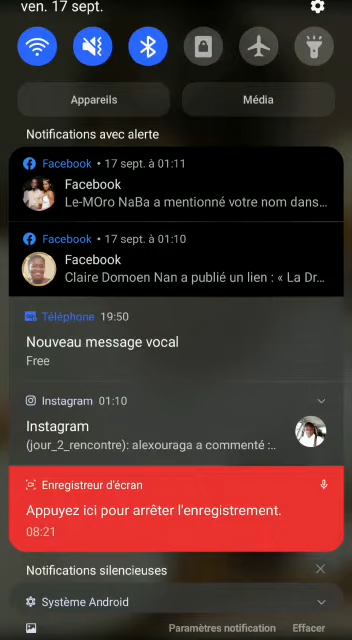 ven. 17 sept.
Appareils Média
Notifications avec alerte
Facebook • 17 sept. à 01:11
Facebook
Le-MOro NaBa a mentionné votre nom dans...
Facebook • 17 sept. à 01:10
Facebook
Claire Domoen Nan a publié un lien : « La Dr...
Téléphone 19:50
Nouveau message vocal
Free
Instagram 01:10
Instagram
(jour_2_rencontre): alexouraga a commenté :..
Enregistreur d'écran
Appuyez ici pour arrêter l'enregistrement.
08:21
Notifications silencieuses
Système Android
Paramètres notification Effacer